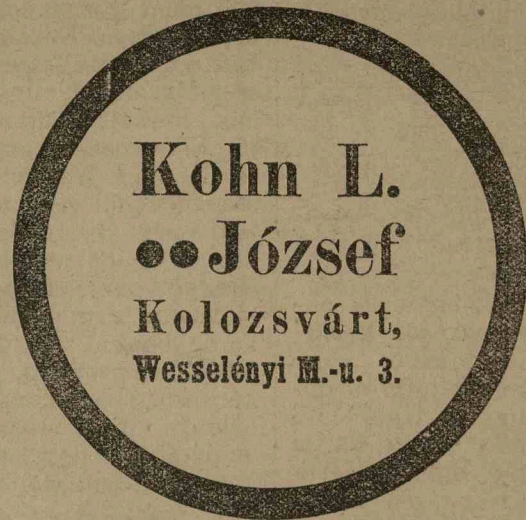 Kohn L.
●●József
Kolozsvárt,
Wesselényi M.-u. 3.